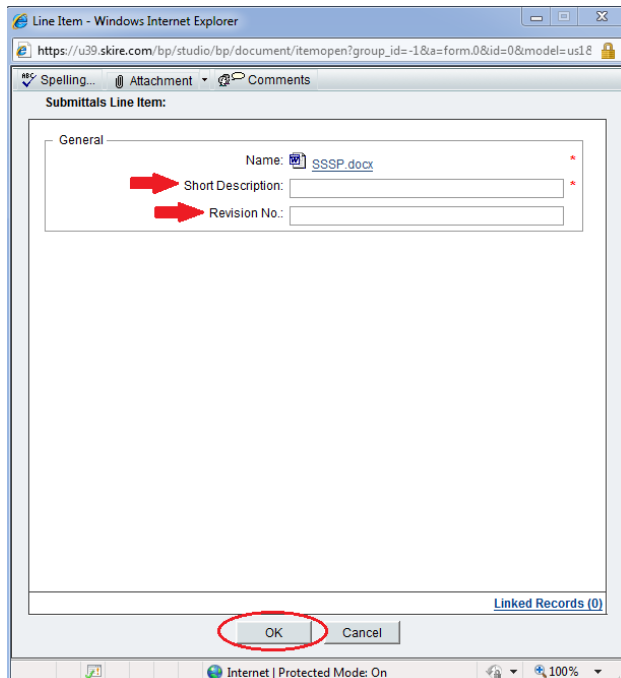 Line Item - Windows Internet Explorer
https://u39.skire.com/bp/studio/bp/document/itemopen?group_id=-1&a=form.0&id=0&model=us1&
ABC Spelling... Attachment Comments
Submittals Line Item:
General
Name: SSSP.docx *
Short Description: *
Revision No.:
Linked Records (0)
OK Cancel
Internet | Protected Mode: On 100%